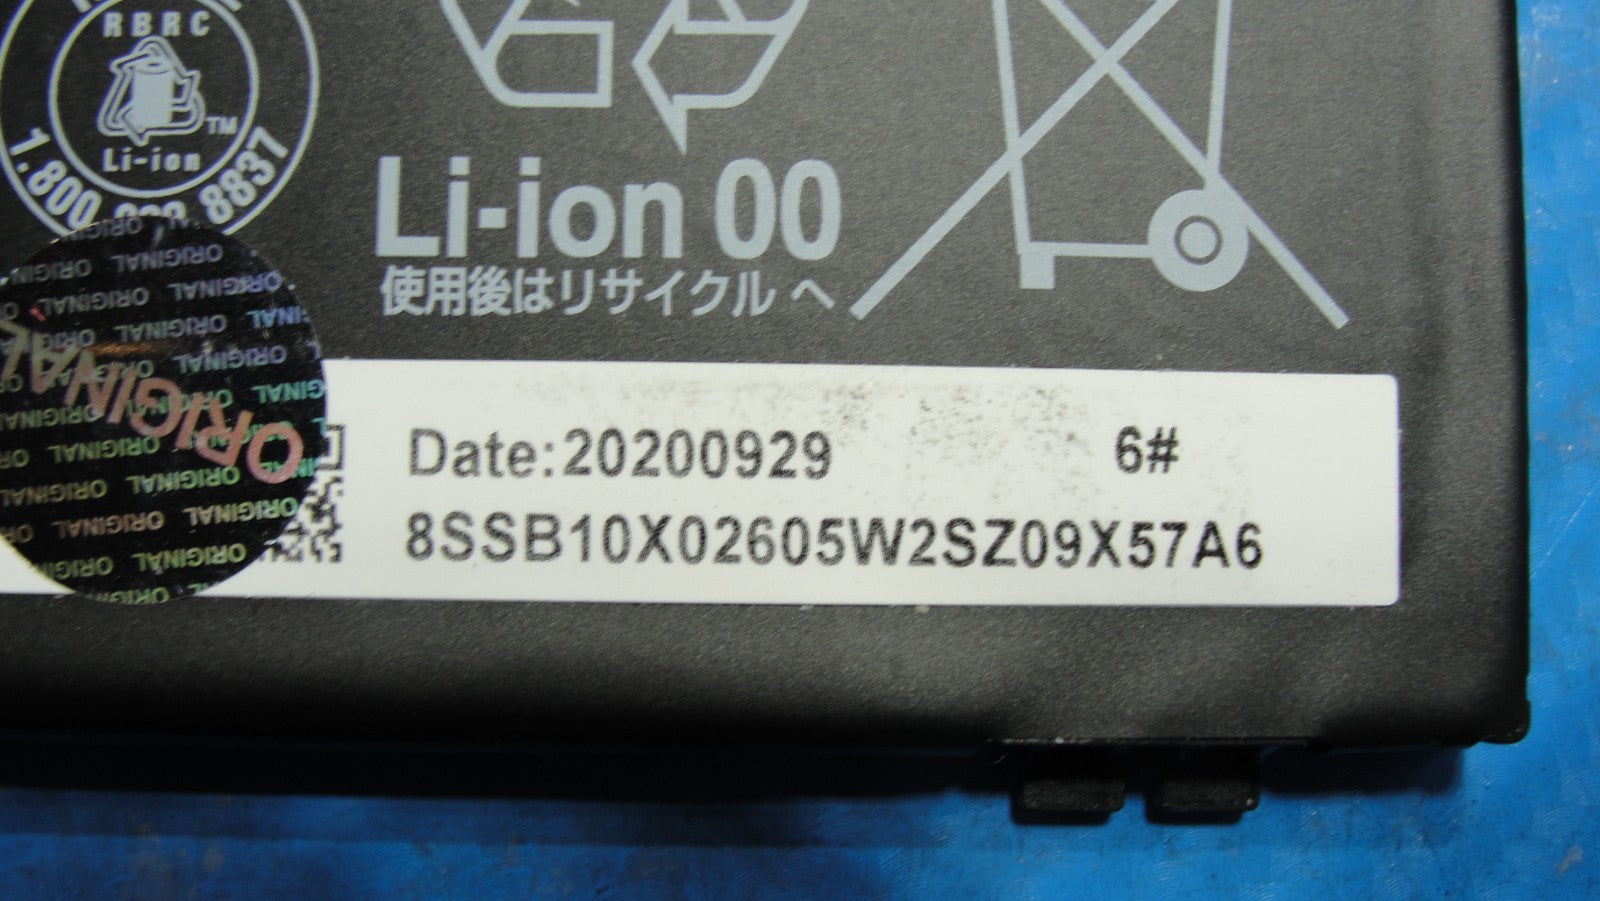 RBRC
Li-ion
TM
1.800. 8837
Li-ion 00
使用後はリサイクルへ
ORIGINAL
Date:20200929 6#
8SSB10X02605W2SZ09X57A6